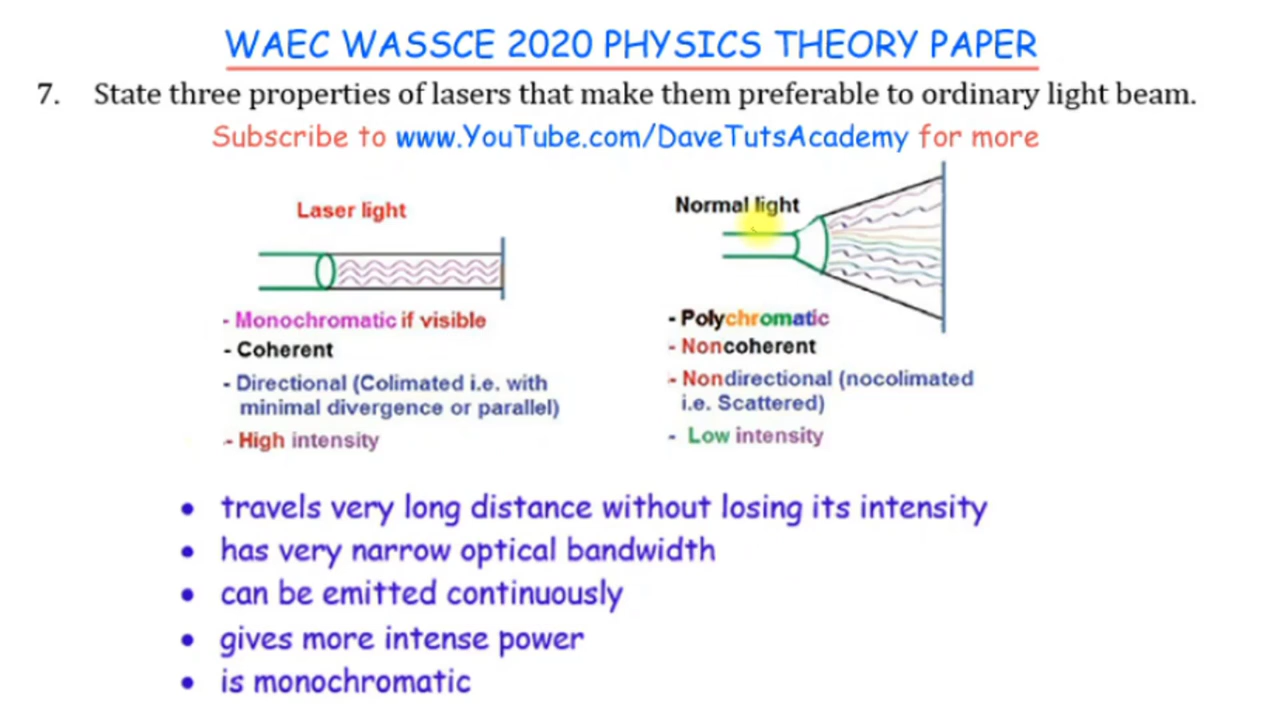 WAEC WASSCE 2020 PHYSICS THEORY PAPER
7. State three properties of lasers that make them preferable to ordinary light beam.
Subscribe to www.YouTube.com/DaveTutsAcademy for more
Laser light
- Monochromatic if visible
- Coherent
- Directional (Colimated i.e. with
minimal divergence or parallel)
- High intensity
Normal light
- Polychromatic
- Noncoherent
- Nondirectional (nocolimated
i.e. Scattered)
- Low intensity
• travels very long distance without losing its intensity
• has very narrow optical bandwidth
• can be emitted continuously
• gives more intense power
• is monochromatic